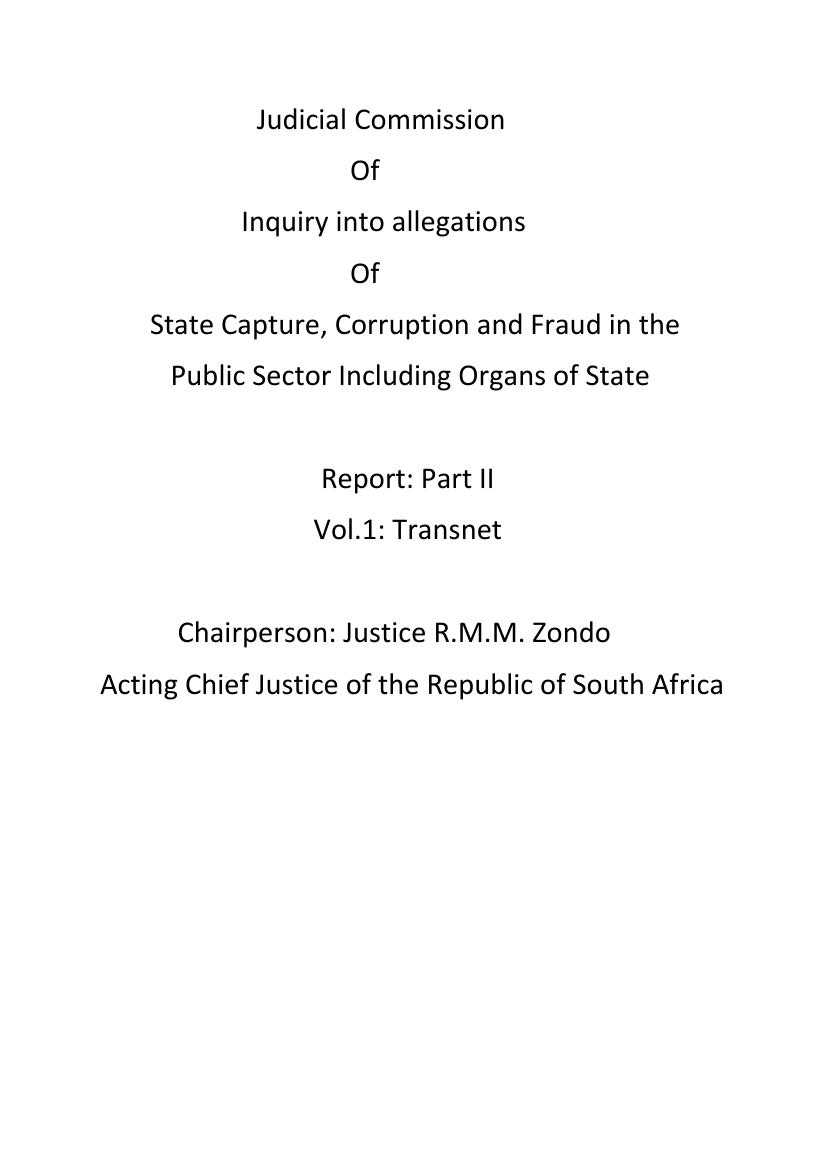 Judicial Commission
Of
Inquiry into allegations
Of
State Capture, Corruption and Fraud in the
Public Sector Including Organs of State
Report: Part II
Vol.1: Transnet
Chairperson: Justice R.M.M. Zondo
Acting Chief Justice of the Republic of South Africa